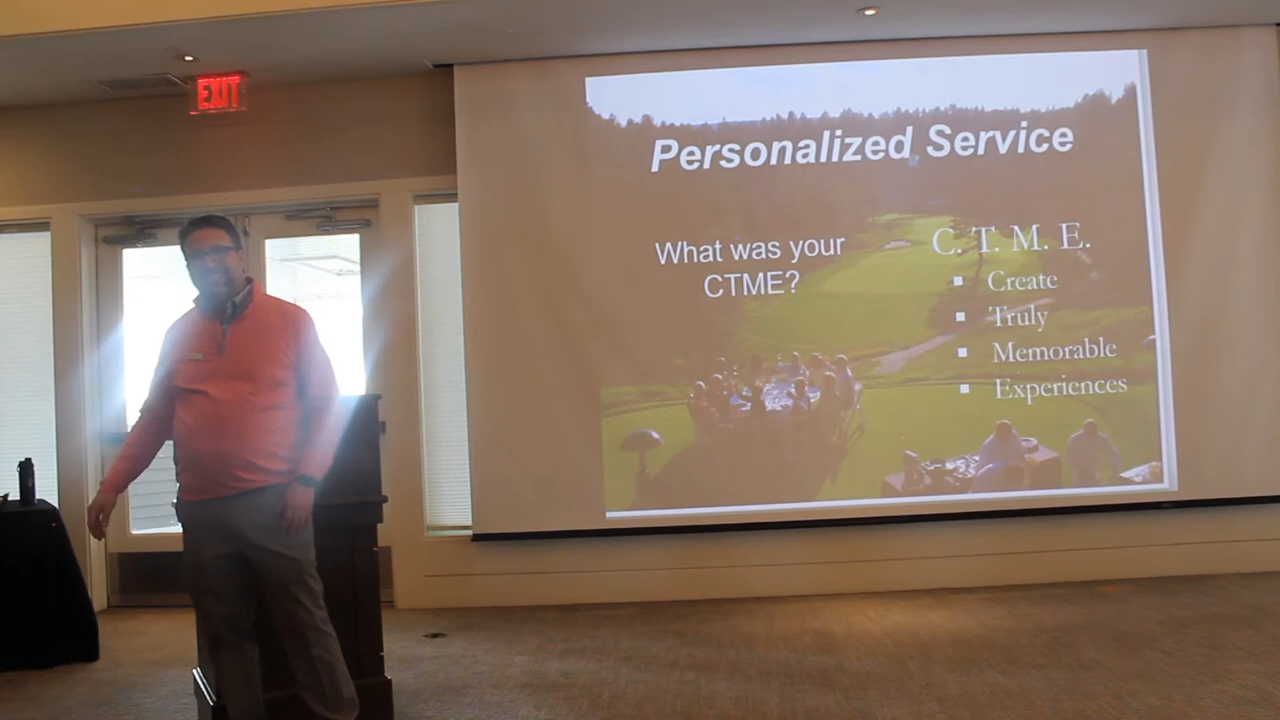 EXIT
Personalized Service
What was your
CTME?
C. T. M. E.
Create
Truly
Memorable
Experiences